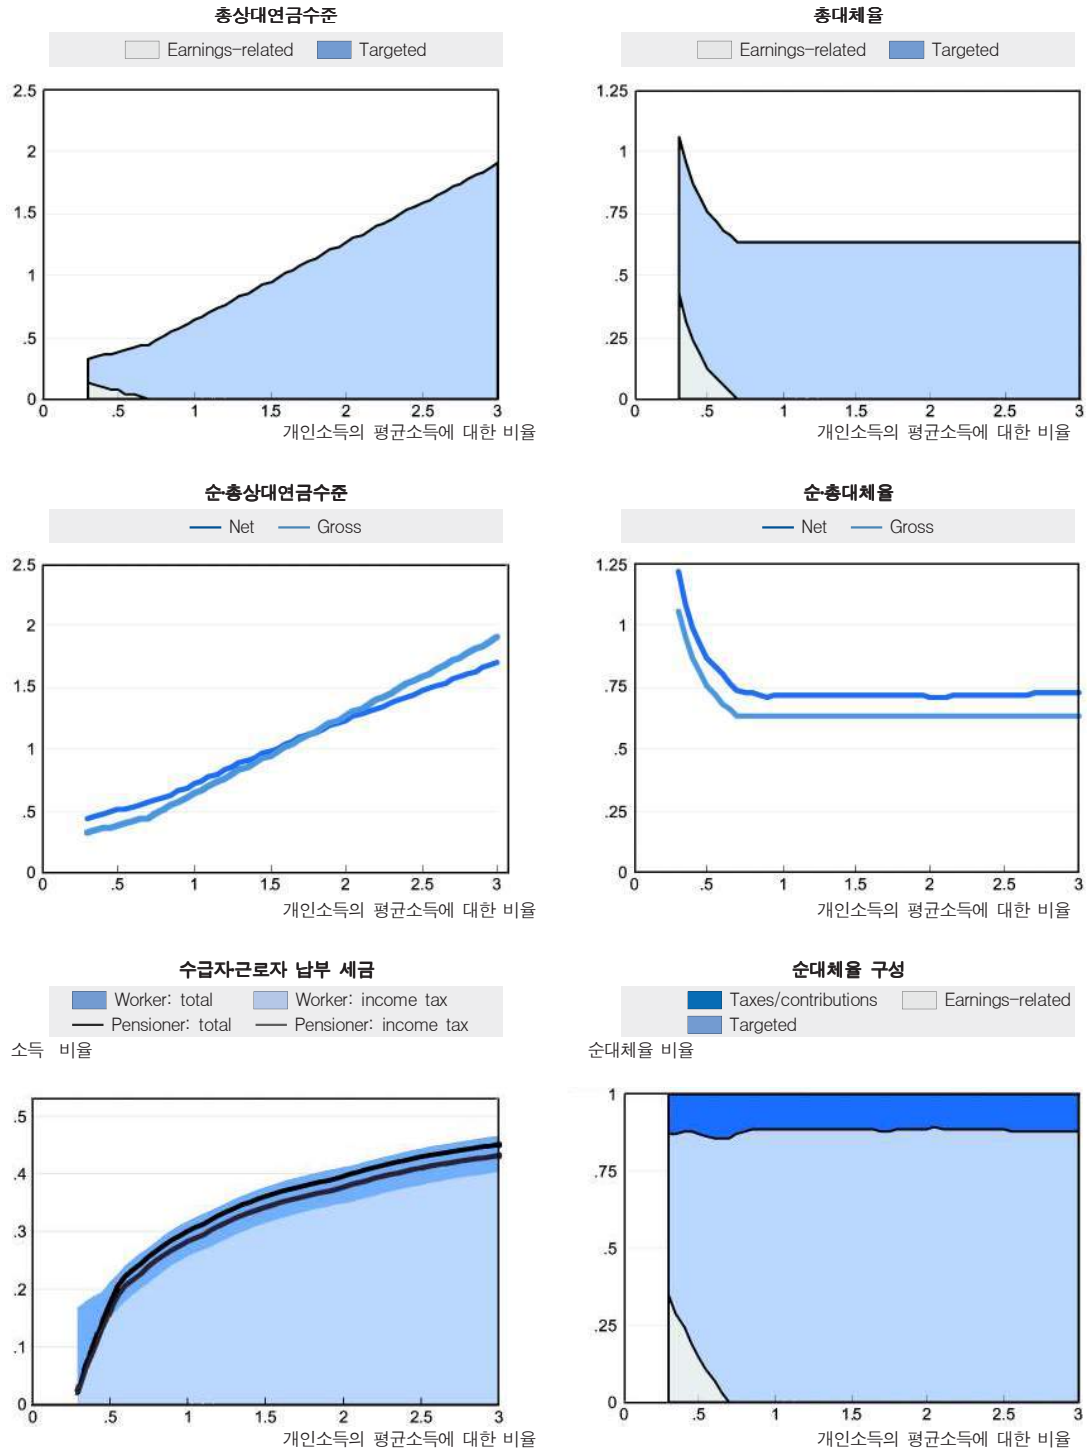 총상대연금수준
Earnings-related Targeted
2.5
2
1.5
1
.5
0
0 .5 1 1.5 2 2.5 3
개인소득의 평균소득에 대한 비율
총대체율
Earnings-related Targeted
1.25
1
.75
.5
.25
0
0 .5 1 1.5 2 2.5 3
개인소득의 평균소득에 대한 비율
순·총상대연금수준
Net Gross
2.5
2
1.5
1
.5
0
0 .5 1 1.5 2 2.5 3
개인소득의 평균소득에 대한 비율
순·총대체율
Net Gross
1.25
1
.75
.5
.25
0
0 .5 1 1.5 2 2.5 3
개인소득의 평균소득에 대한 비율
수급자·근로자 납부 세금
Worker: total Worker: income tax
Pensioner: total Pensioner: income tax
소득 비율
.5
.4
.3
.2
.1
0
0 .5 1 1.5 2 2.5 3
개인소득의 평균소득에 대한 비율
순대체율 구성
Taxes/contributions Earnings-related
Targeted
순대체율 비율
1
.75
.5
.25
0
0 .5 1 1.5 2 2.5 3
개인소득의 평균소득에 대한 비율